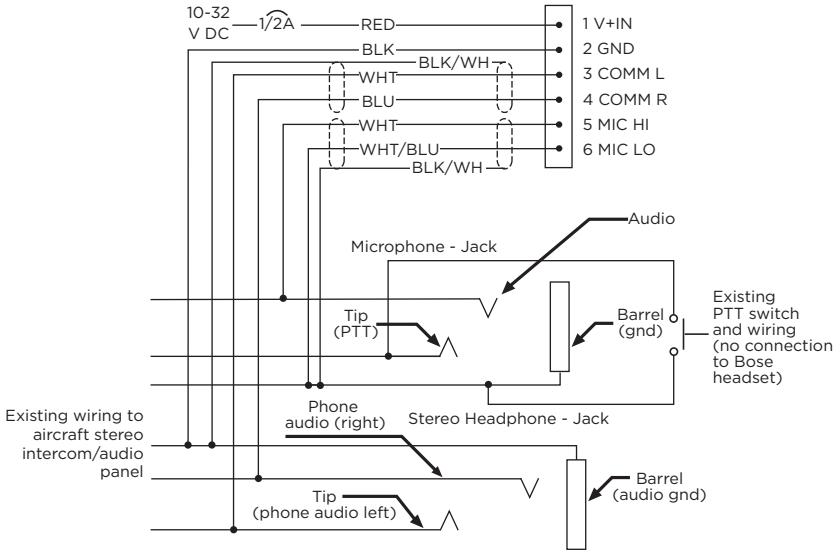 10-32
V DC
1/2A
RED
1 V+IN
BLK
2 GND
BLK/WH
WHT
3 COMM L
BLU
4 COMM R
WHT
5 MIC HI
WHT/BLU
6 MIC LO
BLK/WH
Audio
Microphone - Jack
Tip
(PTT)
Barrel
(gnd)
Existing
PTT switch
and wiring
(no connection
to Bose
headset)
Existing wiring to
aircraft stereo
intercom/audio
panel
Phone
audio (right)
Stereo Headphone - Jack
Tip
(phone audio left)
Barrel
(audio gnd)